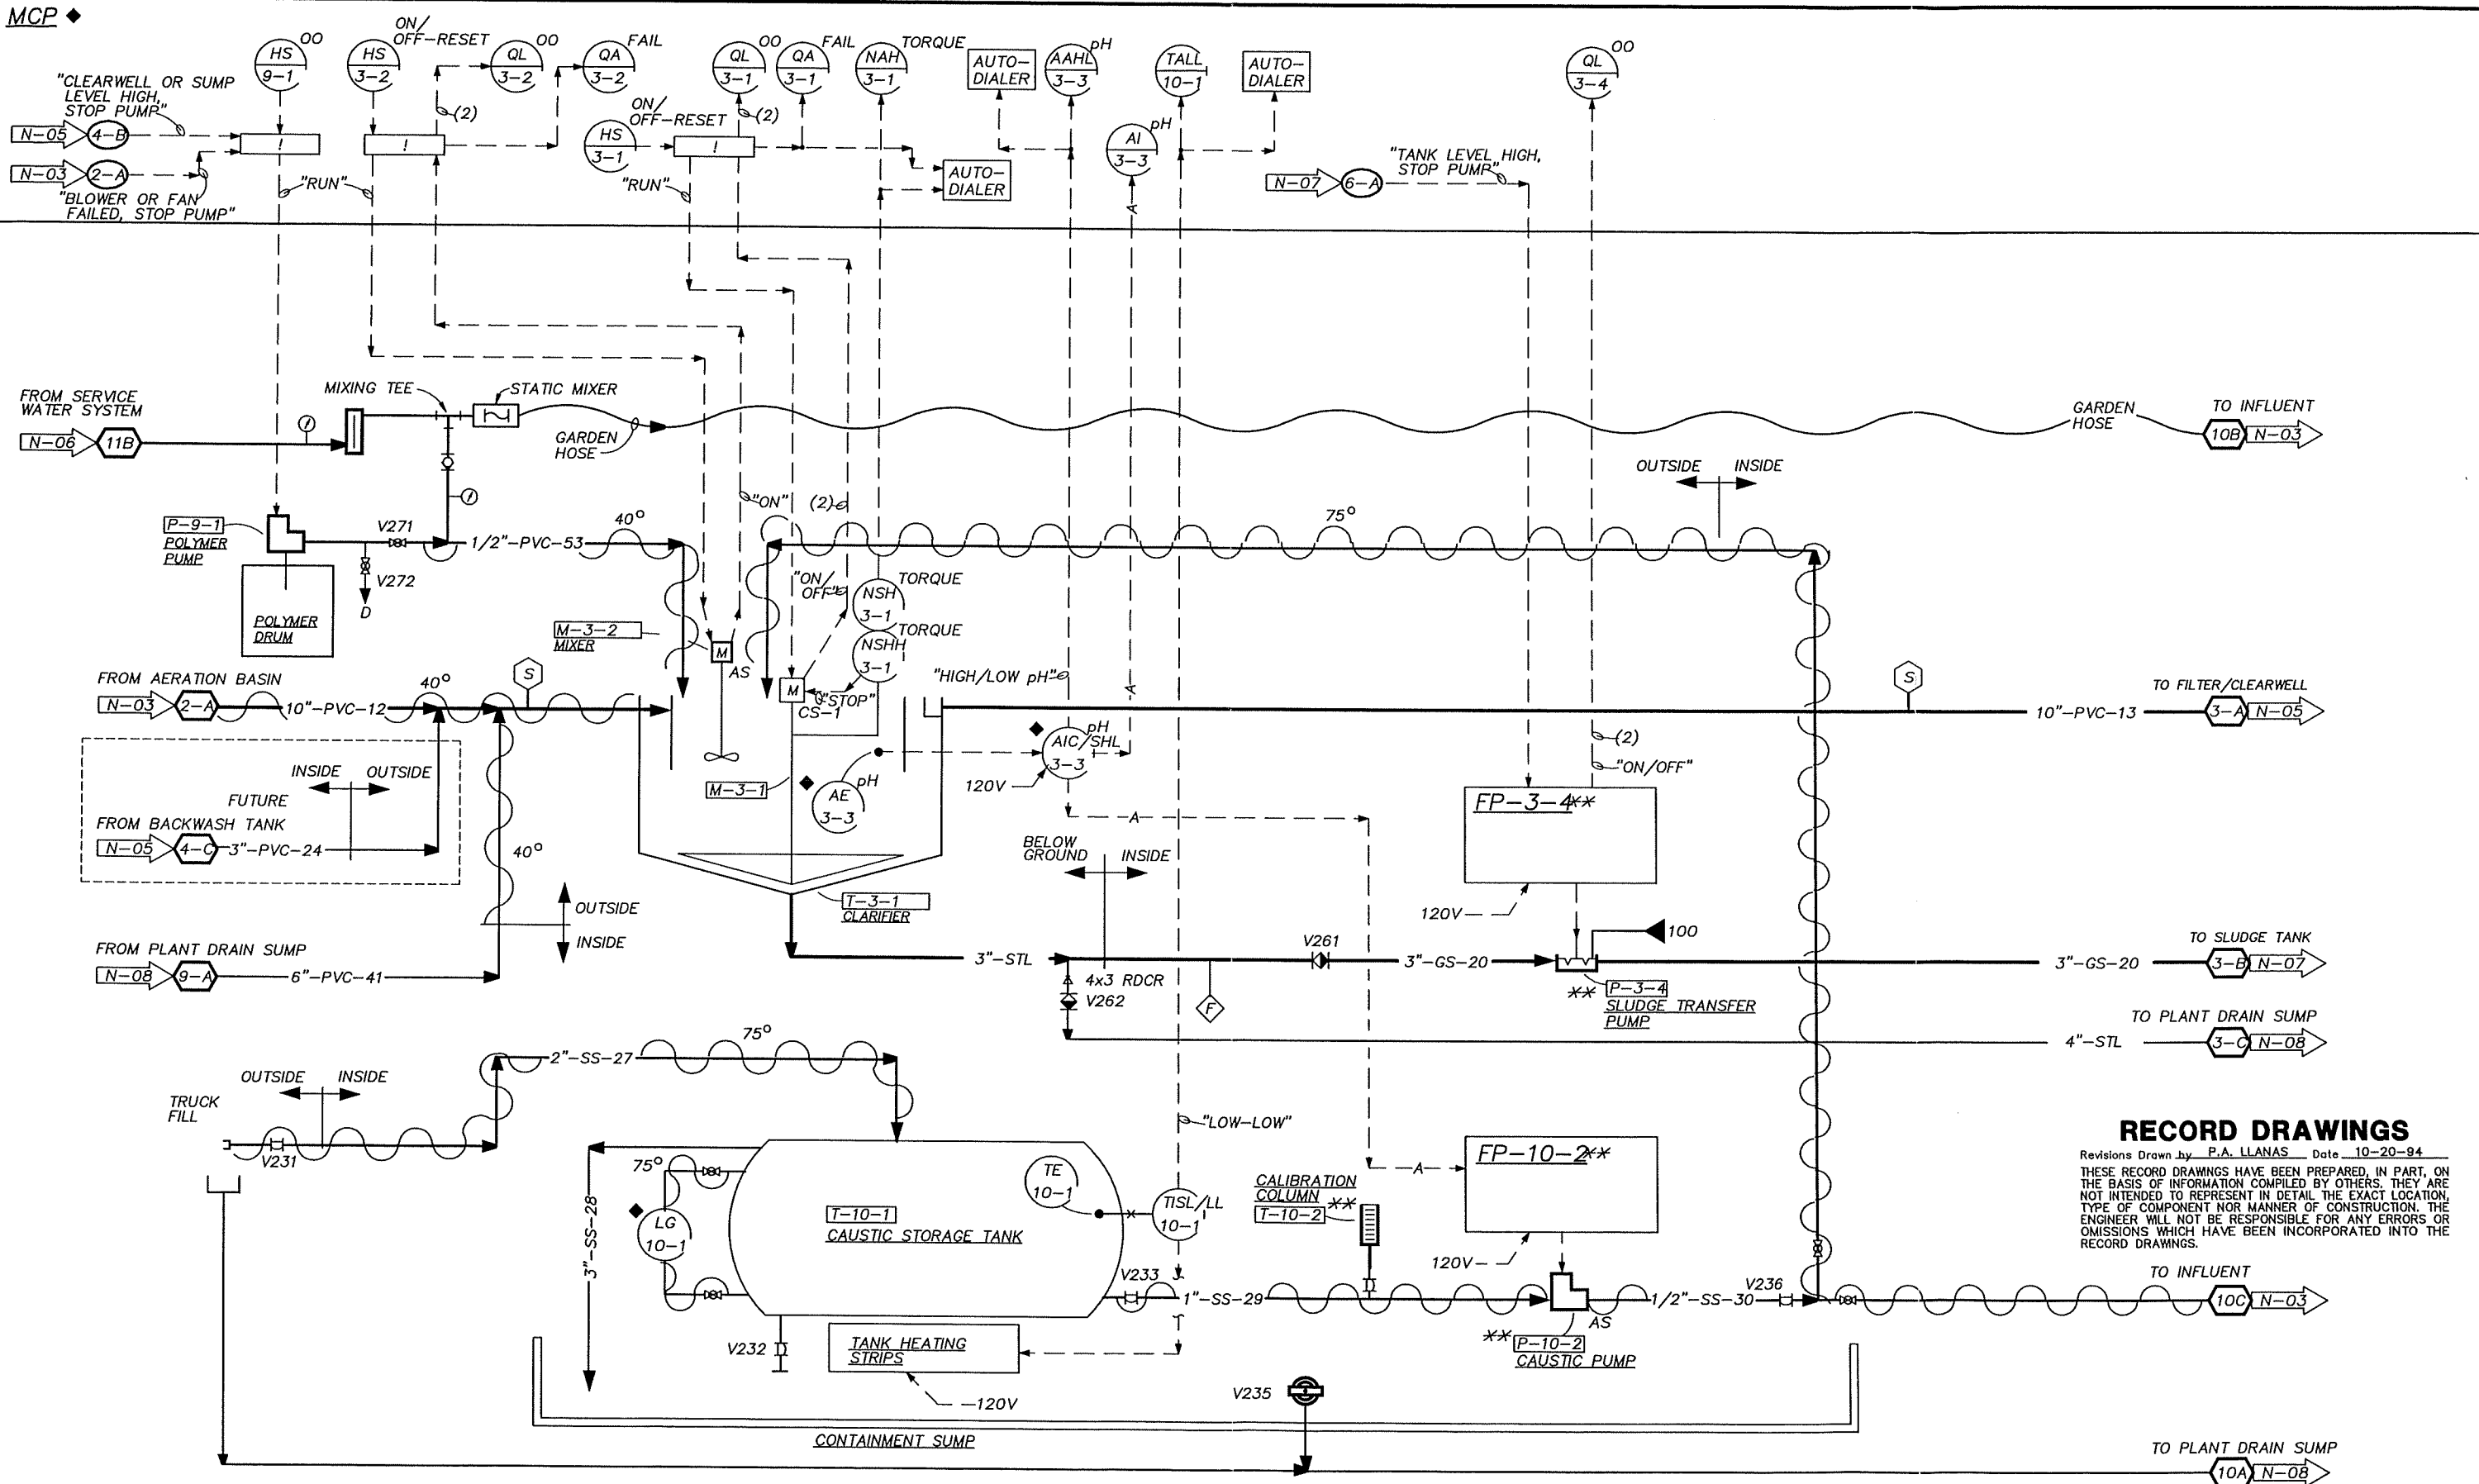 MCP
HS
9-1
OO
HS
3-2
ON/
OFF-RESET
QL
3-2
OO
QA
3-2
FAIL
QL
3-1
OO
QA
3-1
FAIL
NAH
3-1
TORQUE
AUTO-
DIALER
AAHL
3-3
pH
TALL
10-1
AUTO-
DIALER
QL
3-4
OO
"CLEARWELL OR SUMP
LEVEL HIGH,
STOP PUMP"
N-05
4-B
N-03
2-A
"BLOWER OR FAN
FAILED, STOP PUMP"
!
"RUN"
!
(2)
ON/
OFF-RESET
HS
3-1
!
(2)
"RUN"
AUTO-
DIALER
AI
3-3
pH
A
"TANK LEVEL HIGH,
STOP PUMP"
N-07
6-A
FROM SERVICE
WATER SYSTEM
N-06
11B
MIXING TEE
STATIC MIXER
GARDEN
HOSE
GARDEN
HOSE
TO INFLUENT
10B
N-03
OUTSIDE
INSIDE
P-9-1
POLYMER
PUMP
V271
1/2"-PVC-53
40°
V272
D
POLYMER
DRUM
"ON"
(2)
75°
"ON/
OFF"
NSH
3-1
TORQUE
NSHH
3-1
TORQUE
M-3-2
MIXER
M
AS
M
"STOP"
CS-1
"HIGH/LOW pH"
A
FROM AERATION BASIN
N-03
2-A
10"-PVC-12
40°
S
S
TO FILTER/CLEARWELL
10"-PVC-13
3-A
N-05
INSIDE
OUTSIDE
FUTURE
FROM BACKWASH TANK
N-05
4-C
3"-PVC-24
40°
M-3-1
AE
3-3
pH
AIC/SHL
3-3
pH
120V
A
(2)
"ON/OFF"
FP-3-4**
120V
BELOW
GROUND
INSIDE
T-3-1
CLARIFIER
OUTSIDE
INSIDE
FROM PLANT DRAIN SUMP
N-08
9-A
6"-PVC-41
3"-STL
4x3 RDCR
V262
F
V261
3"-GS-20
100
** P-3-4
SLUDGE TRANSFER
PUMP
TO SLUDGE TANK
3"-GS-20
3-B
N-07
TO PLANT DRAIN SUMP
4"-STL
3-C
N-08
75°
2"-SS-27
OUTSIDE
INSIDE
TRUCK
FILL
V231
3"-SS-28
75°
LG
10-1
T-10-1
CAUSTIC STORAGE TANK
TE
10-1
TISL/LL
10-1
"LOW-LOW"
CALIBRATION
COLUMN **
T-10-2
A
FP-10-2**
120V
V233
1"-SS-29
1/2"-SS-30
V236
AS
** P-10-2
CAUSTIC PUMP
V232
TANK HEATING
STRIPS
120V
V235
CONTAINMENT SUMP
RECORD DRAWINGS
Revisions Drawn by P.A. LLANAS Date 10-20-94
THESE RECORD DRAWINGS HAVE BEEN PREPARED, IN PART, ON
THE BASIS OF INFORMATION COMPILED BY OTHERS. THEY ARE
NOT INTENDED TO REPRESENT IN DETAIL THE EXACT LOCATION,
TYPE OF COMPONENT NOR MANNER OF CONSTRUCTION. THE
ENGINEER WILL NOT BE RESPONSIBLE FOR ANY ERRORS OR
OMISSIONS WHICH HAVE BEEN INCORPORATED INTO THE
RECORD DRAWINGS.
TO INFLUENT
10C
N-03
TO PLANT DRAIN SUMP
10A
N-08